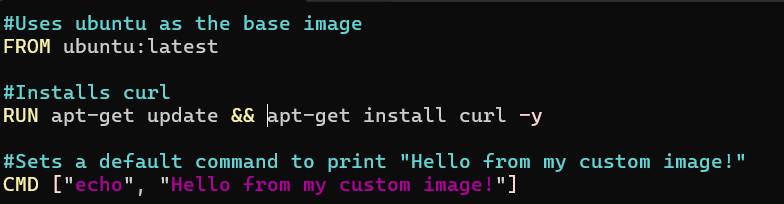 #Uses ubuntu as the base image
FROM ubuntu:latest
#Installs curl
RUN apt-get update && apt-get install curl -y
#Sets a default command to print "Hello from my custom image!"
CMD ["echo", "Hello from my custom image!"]